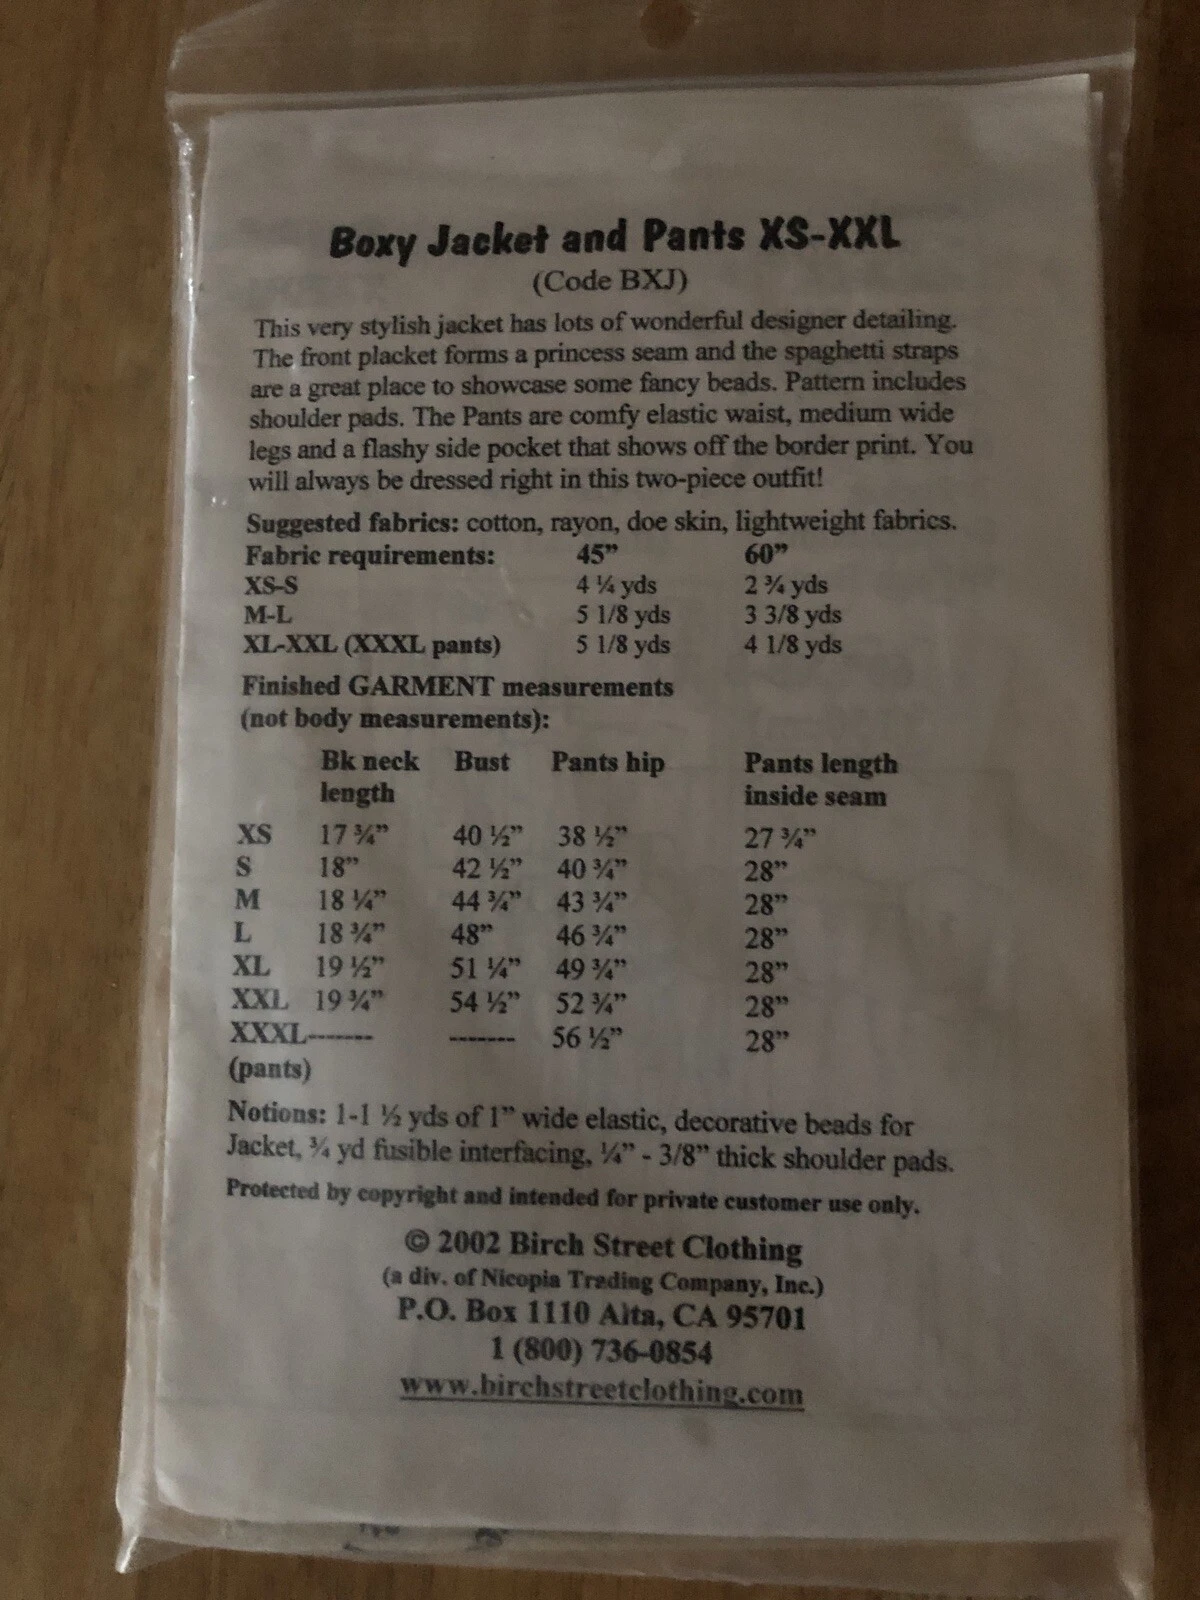 Boxy Jacket and Pants XS-XXL
(Code BXJ)
This very stylish jacket has lots of wonderful designer detailing.
The front placket forms a princess seam and the spaghetti straps
are a great place to showcase some fancy beads. Pattern includes
shoulder pads. The Pants are comfy elastic waist, medium wide
legs and a flashy side pocket that shows off the border print. You
will always be dressed right in this two-piece outfit!
Suggested fabrics: cotton, rayon, doe skin, lightweight fabrics.
Fabric requirements: 45” 60”
XS-S 4 ¼ yds 2 ¾ yds
M-L 5 1/8 yds 3 3/8 yds
XL-XXL (XXXL pants) 5 1/8 yds 4 1/8 yds
Finished GARMENT measurements
(not body measurements):
Bk neck Bust Pants hip Pants length
length inside seam
XS 17 ¾” 40 ½” 38 ½” 27 ¾”
S 18” 42 ½” 40 ¾” 28”
M 18 ¼” 44 ¾” 43 ¾” 28”
L 18 ¾” 48” 46 ¾” 28”
XL 19 ½” 51 ¼” 49 ¾” 28”
XXL 19 ¾” 54 ½” 52 ¾” 28”
XXXL------- ------- 56 ½” 28”
(pants)
Notions: 1-1 ½ yds of 1” wide elastic, decorative beads for
Jacket, ¾ yd fusible interfacing, ¼” - 3/8” thick shoulder pads.
Protected by copyright and intended for private customer use only.
© 2002 Birch Street Clothing
(a div. of Nicopia Trading Company, Inc.)
P.O. Box 1110 Alta, CA 95701
1 (800) 736-0854
www.birchstreetclothing.com